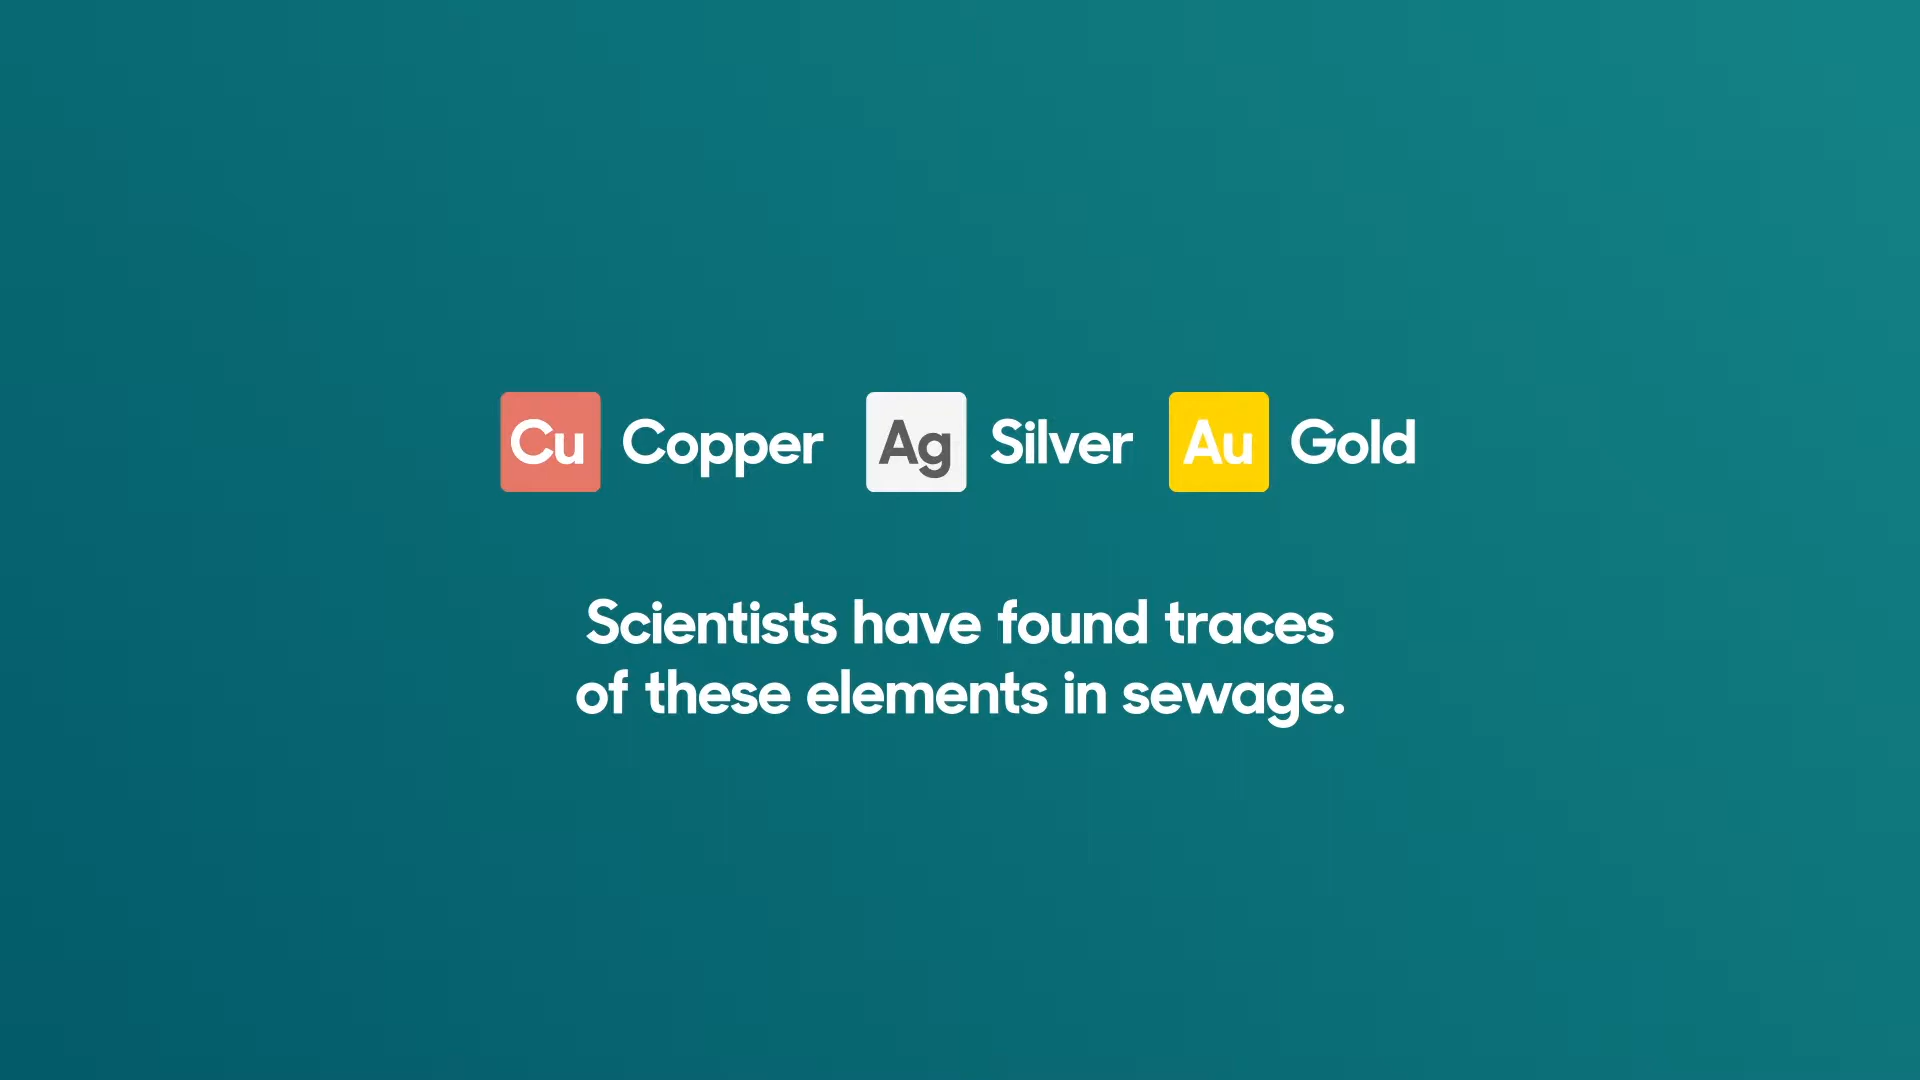 Cu Copper Ag Silver Au Gold
Scientists have found traces
of these elements in sewage.